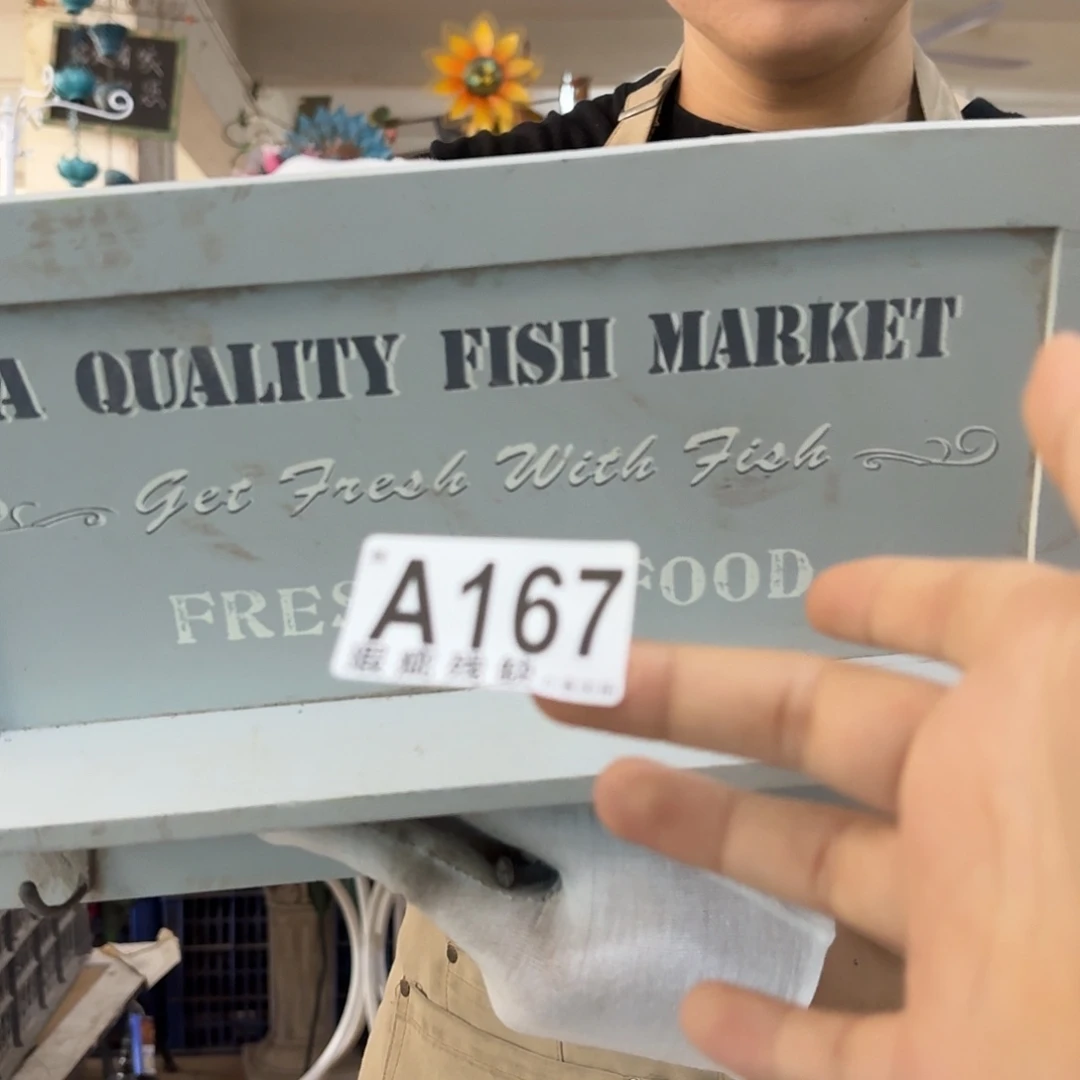 A QUALITY FISH MARKET
Get Fresh With Fish
FRES FOOD
A167